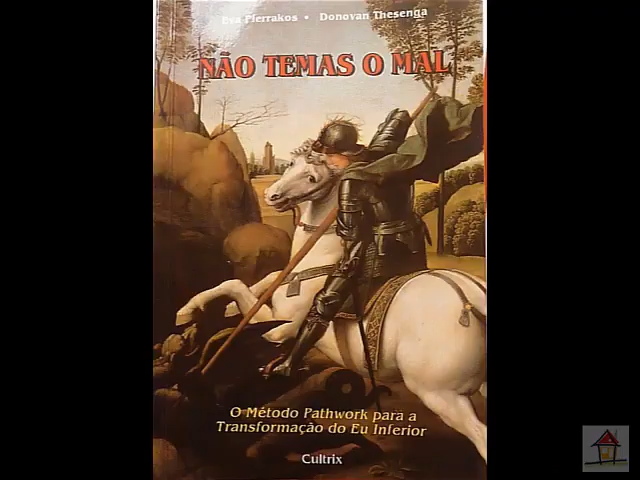 Eva Pierrakos • Donovan Thesenga
NÃO TEMAS O MAL
O Método Pathwork para a
Transformação do Eu Inferior
Cultrix